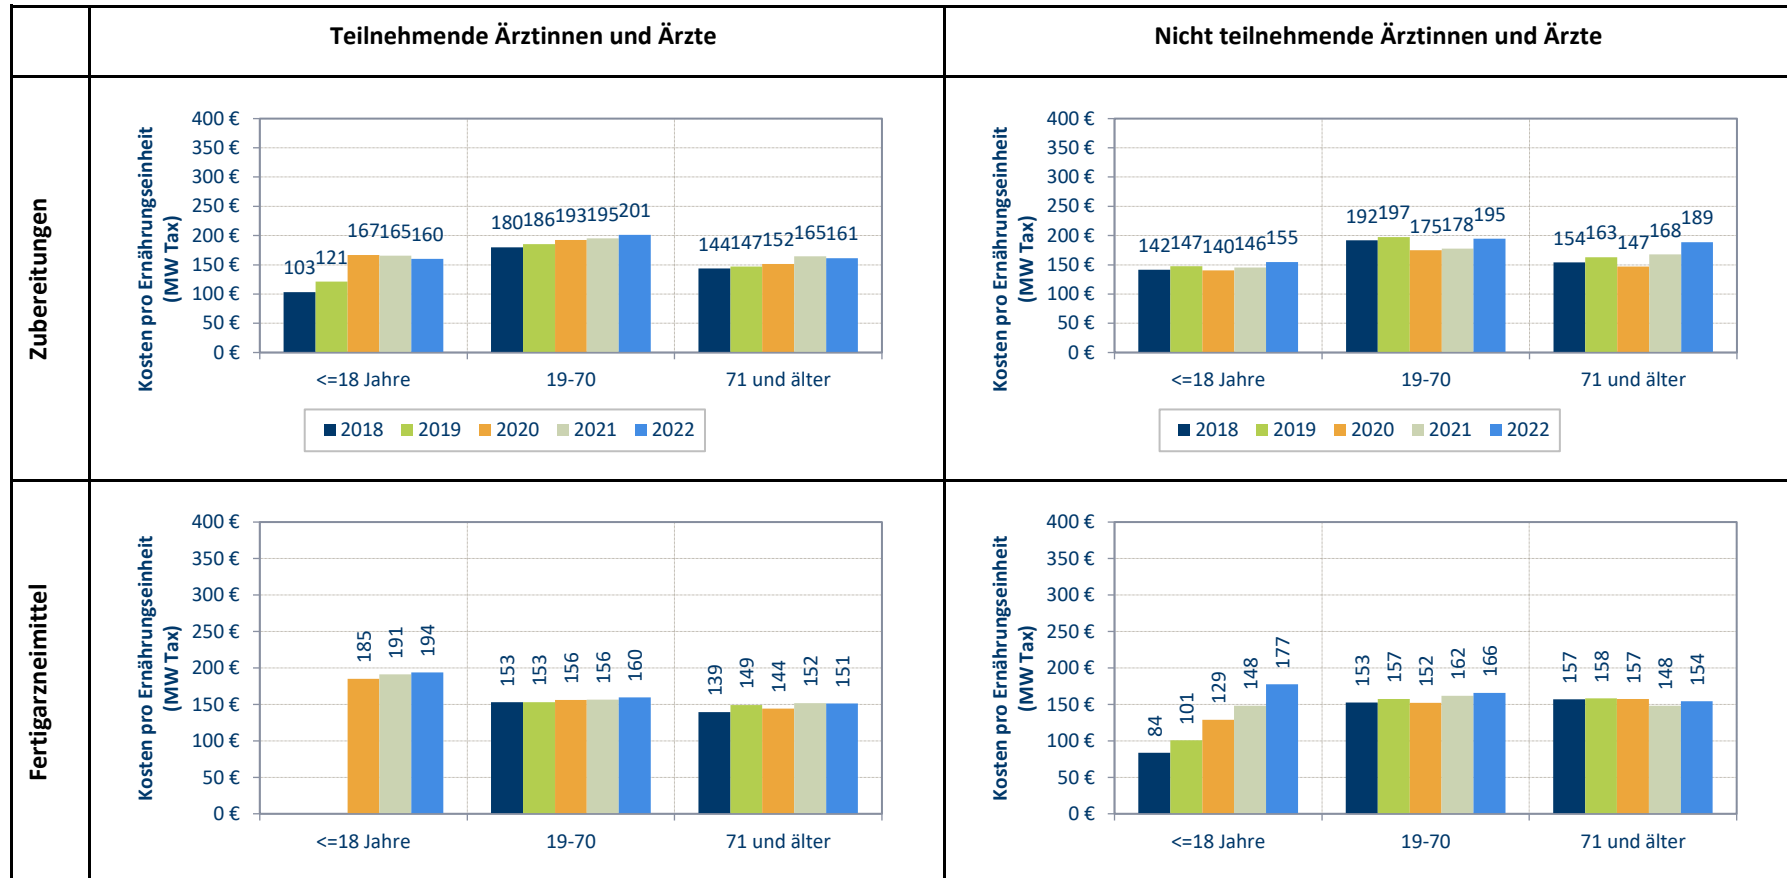 Teilnehmende Ärztinnen und Ärzte
Nicht teilnehmende Ärztinnen und Ärzte
Zubereitungen
Kosten pro Ernährungseinheit
(MW Tax)
400 €
350 €
300 €
250 €
200 €
150 €
100 €
50 €
0 €
103 121 167 165 160
180 186 193 195 201
144 147 152 165 161
<=18 Jahre 19-70 71 und älter
2018 2019 2020 2021 2022
Kosten pro Ernährungseinheit
(MW Tax)
400 €
350 €
300 €
250 €
200 €
150 €
100 €
50 €
0 €
142 147 140 146 155
192 197 175 178 195
154 163 147 168 189
<=18 Jahre 19-70 71 und älter
2018 2019 2020 2021 2022
Fertigarzneimittel
Kosten pro Ernährungseinheit
(MW Tax)
400 €
350 €
300 €
250 €
200 €
150 €
100 €
50 €
0 €
185 191 194
153 153 156 156 160
139 149 144 152 151
<=18 Jahre 19-70 71 und älter
Kosten pro Ernährungseinheit
(MW Tax)
400 €
350 €
300 €
250 €
200 €
150 €
100 €
50 €
0 €
84 101 129 148 177
153 157 152 162 166
157 158 157 148 154
<=18 Jahre 19-70 71 und älter